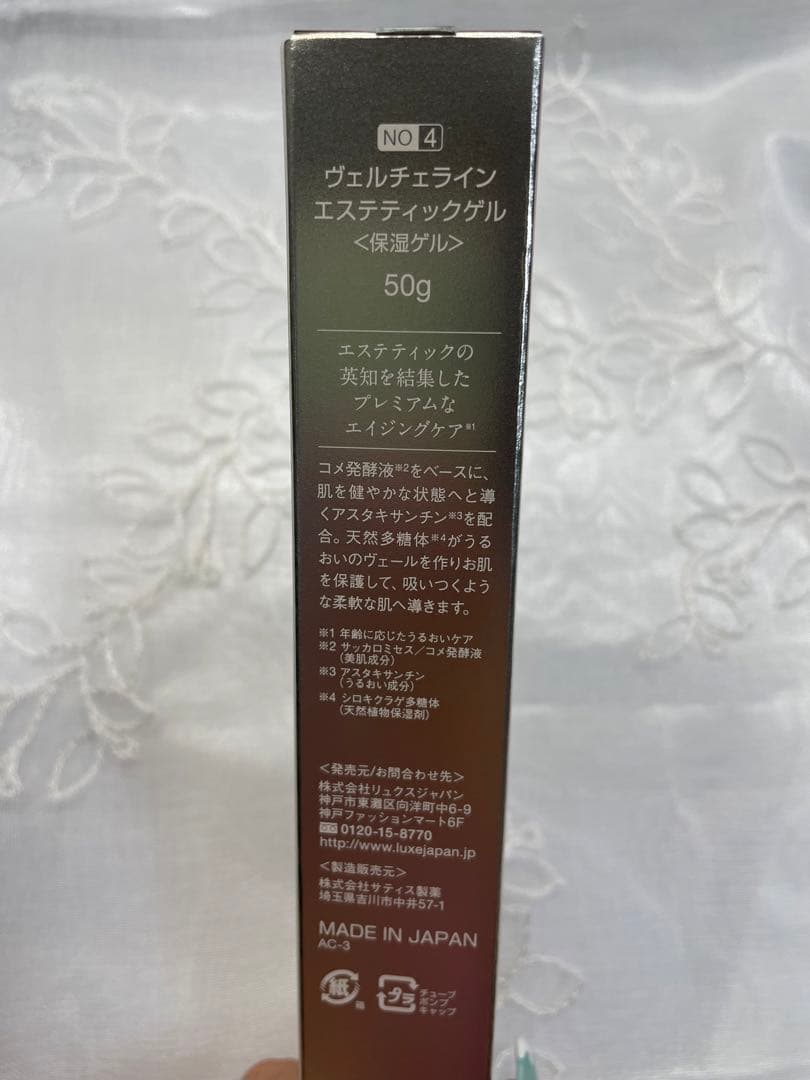 NO 4
ヴェルチェライン
エステティックゲル
＜保湿ゲル＞
50g
エステティックの
英知を結集した
プレミアムな
エイジングケア※1
コメ発酵液※2をベースに、
肌を健やかな状態へと導
くアスタキサンチン※3を配
合。天然多糖体※4がうる
おいのヴェールを作りお肌
を保護して、吸いつくよう
な柔軟な肌へ導きます。
※1 年齢に応じたうるおいケア
※2 サッカロミセス／コメ発酵液
（美肌成分）
※3 アスタキサンチン
（うるおい成分）
※4 シロキクラゲ多糖体
（天然植物保湿剤）
＜発売元/お問合わせ先＞
株式会社リュクスジャパン
神戸市東灘区向洋町中6-9
神戸ファッションマート6F
0120-15-8770
http://www.luxejapan.jp
＜製造販売元＞
株式会社サティス製薬
埼玉県吉川市中井57-1
MADE IN JAPAN
AC-3
紙
箱
プラ
チューブ
ポンプ
キャップ